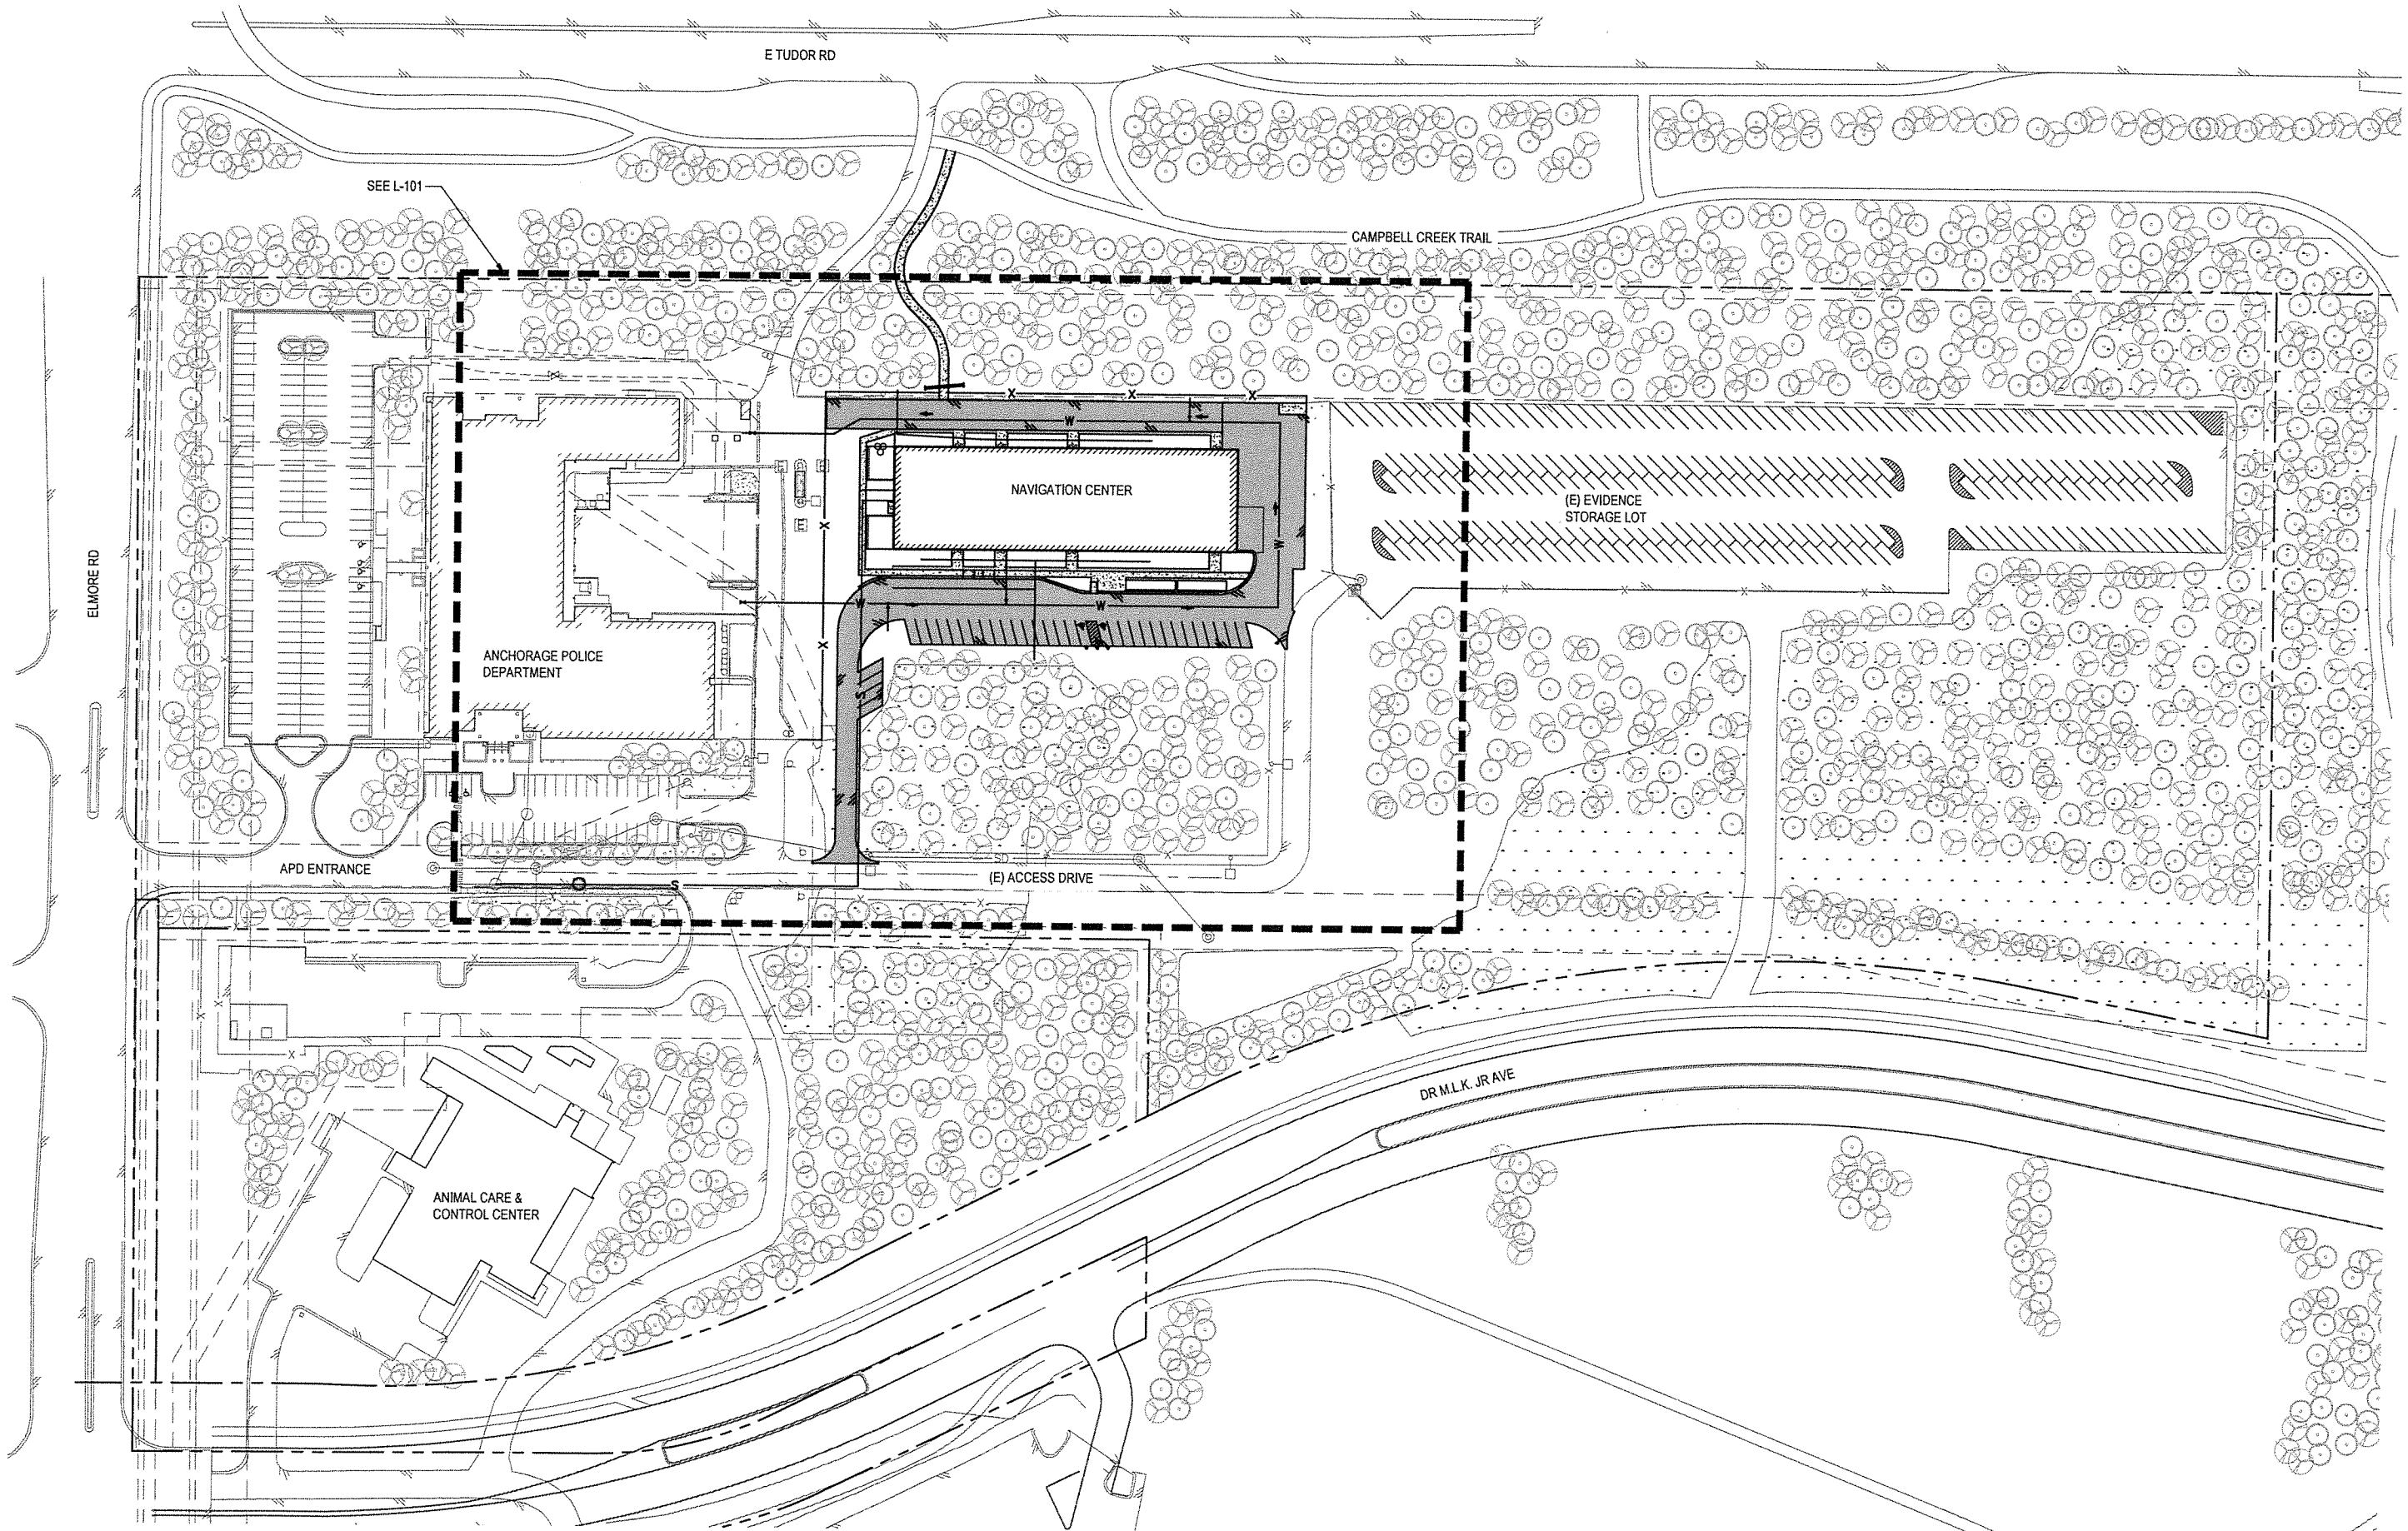 E TUDOR RD
SEE L-101
CAMPBELL CREEK TRAIL
X
X
X
W
NAVIGATION CENTER
(E) EVIDENCE
STORAGE LOT
X
W
ELMORE RD
W
W
X
ANCHORAGE POLICE
DEPARTMENT
S
SD
APD ENTRANCE
(E) ACCESS DRIVE
S
DR M.L.K. JR AVE
ANIMAL CARE &
CONTROL CENTER